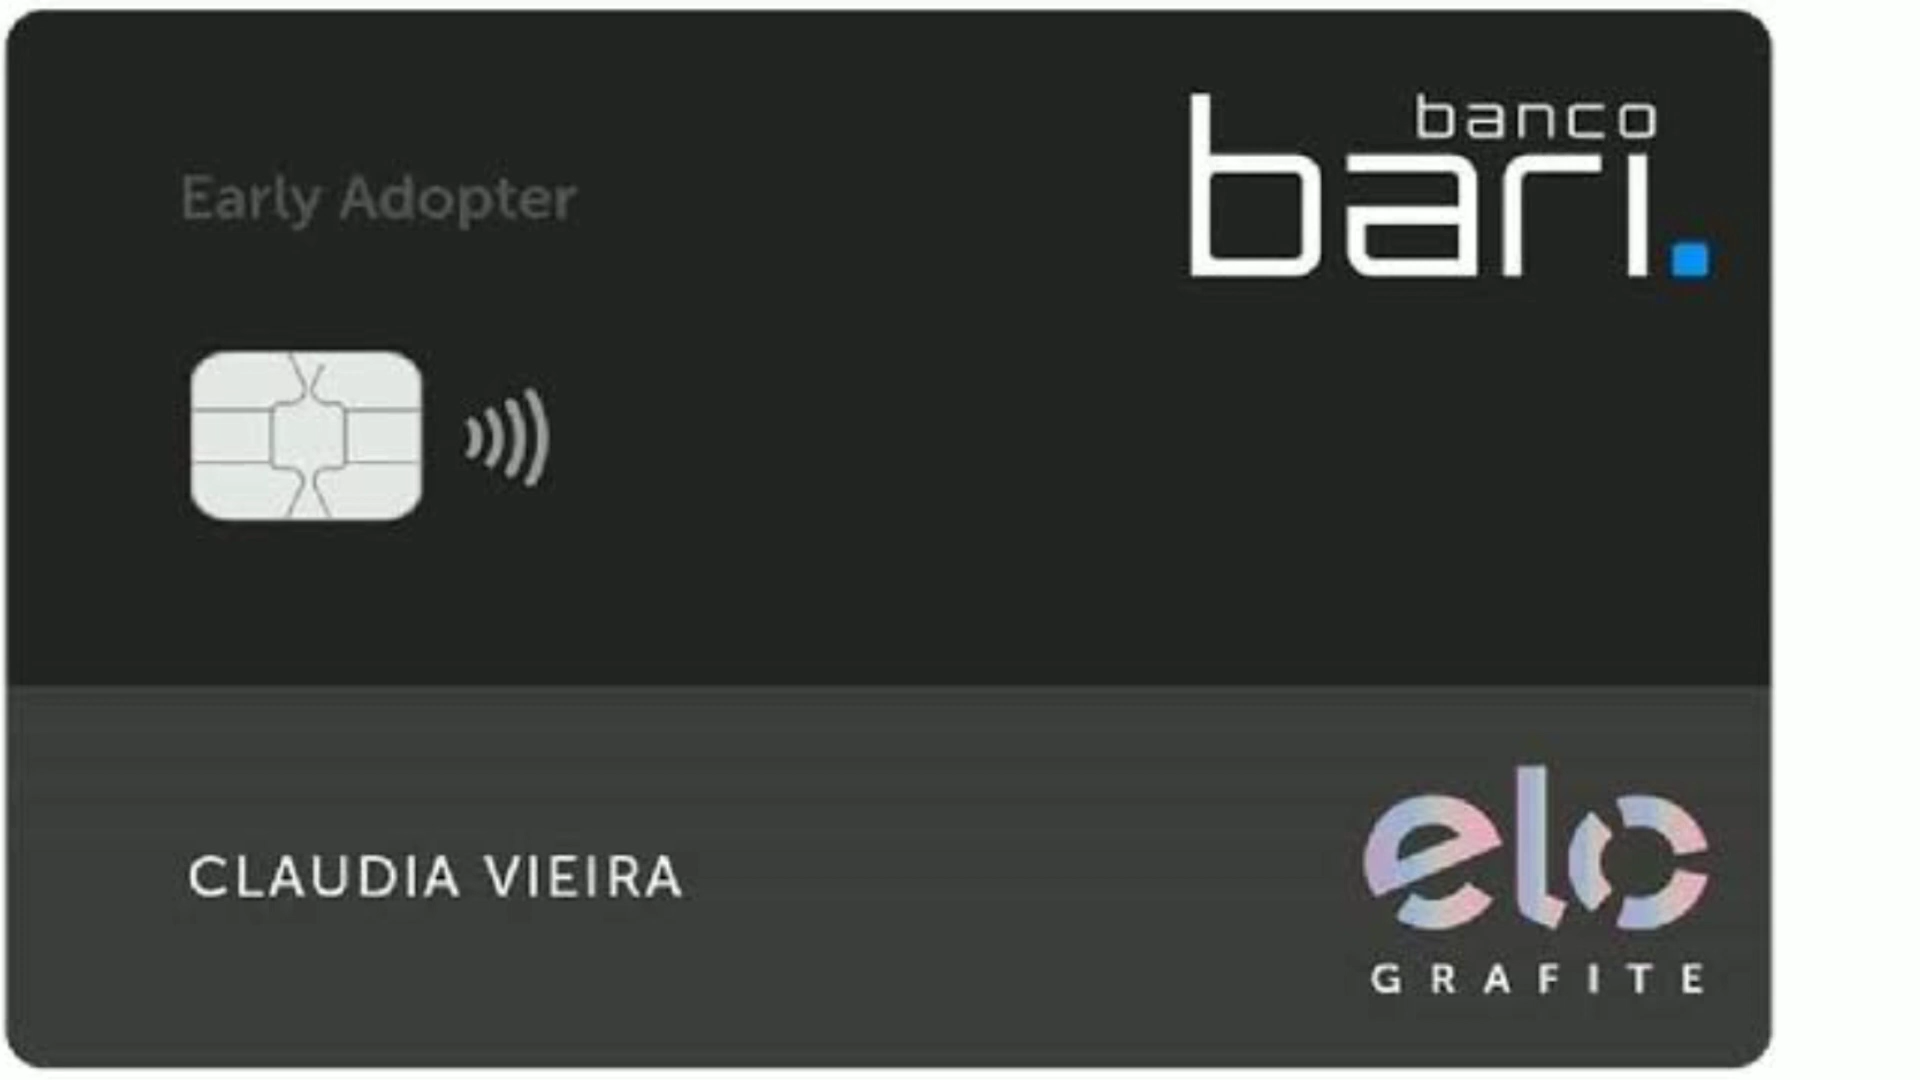 banco
bari.
Early Adopter
CLAUDIA VIEIRA
elo
GRAFITE